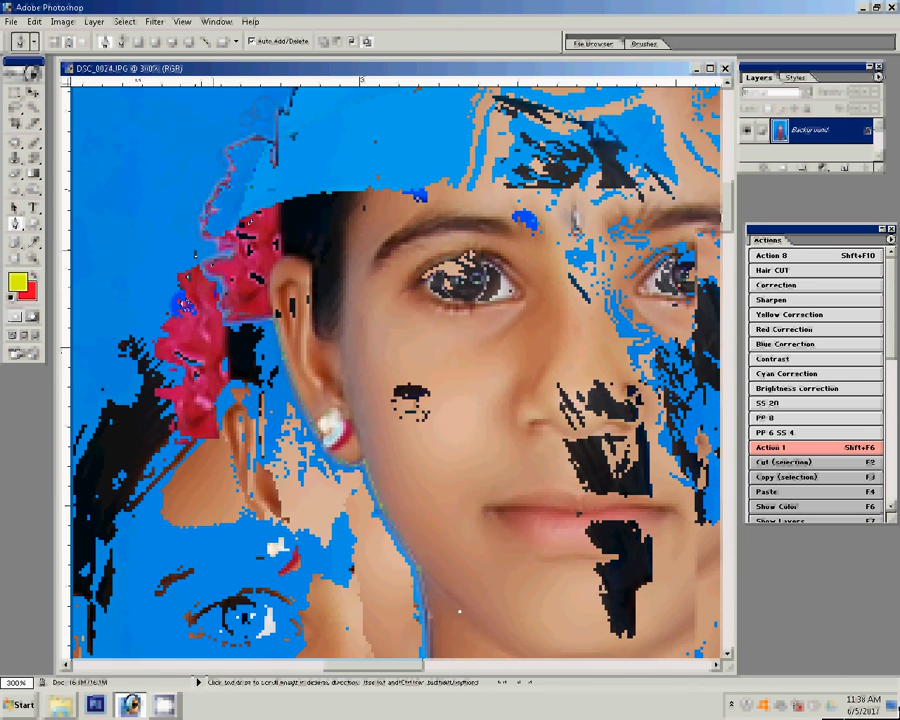 Adobe Photoshop
File Edit Image Layer Select Filter View Window Help
Auto Add/Delete
File Browser Brushes
DSC_0024.JPG @ 300% (RGB)
Layers Styles
Background
Actions
Action 8 Shft+F10
Hair CUT
Correction
Sharpen
Yellow Correction
Red Correction
Blue Correction
Contrast
Cyan Correction
Brightness correction
SS 20
PP 8
PP 6 SS 4
Action 1 Shft+F6
Cut (selection) F2
Copy (selection) F3
Paste F4
Show Color F6
Show Layers F7
300%
Start
11:38 AM
6/5/2017